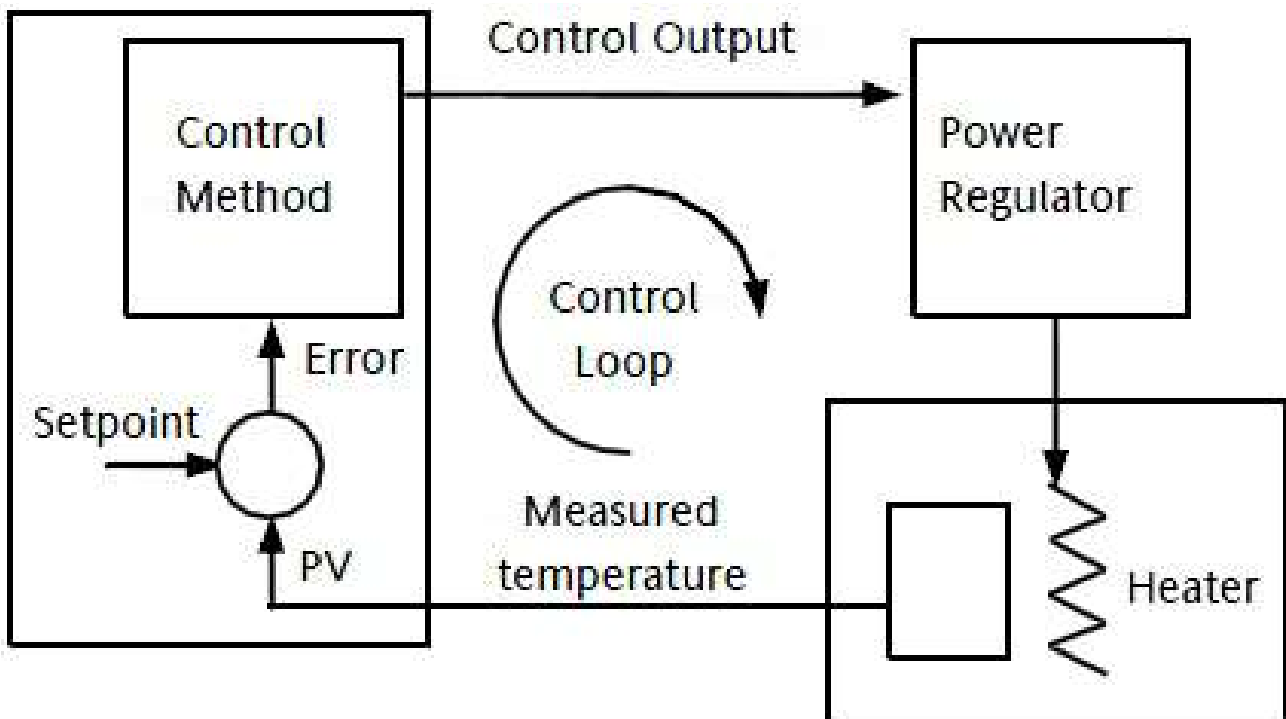 Control Output
Control
Method
Power
Regulator
Control
Loop
Error
Setpoint
PV
Measured
temperature
Heater